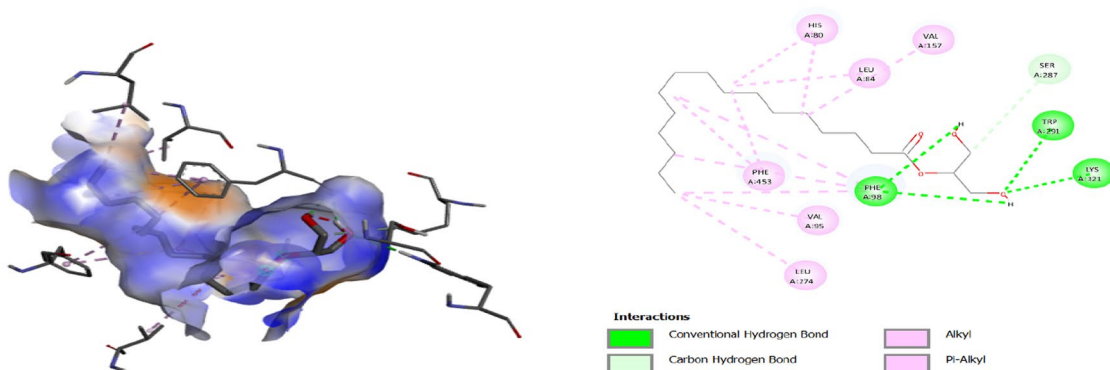 HIS
A:80
VAL
A:157
LEU
A:84
SER
A:287
TRP
A:291
H
O
O
LYS
A:321
PHE
A:453
PHE
A:98
O
O
H
VAL
A:95
LEU
A:274
Interactions
Conventional Hydrogen Bond
Carbon Hydrogen Bond
Alkyl
Pi-Alkyl